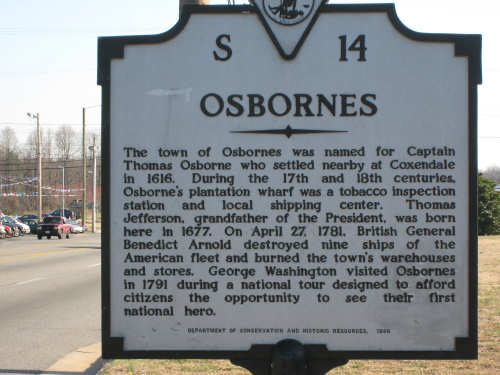 S 14
OSBORNES
The town of Osbornes was named for Captain
Thomas Osborne who settled nearby at Coxendale
in 1616. During the 17th and 18th centuries,
Osborne's plantation wharf was a tobacco inspection
station and local shipping center. Thomas
Jefferson, grandfather of the President, was born
here in 1677. On April 27, 1781, British General
Benedict Arnold destroyed nine ships of the
American fleet and burned the town's warehouses
and stores. George Washington visited Osbornes
in 1791 during a national tour designed to afford
citizens the opportunity to see their first
national hero.
DEPARTMENT OF CONSERVATION AND HISTORIC RESOURCES,